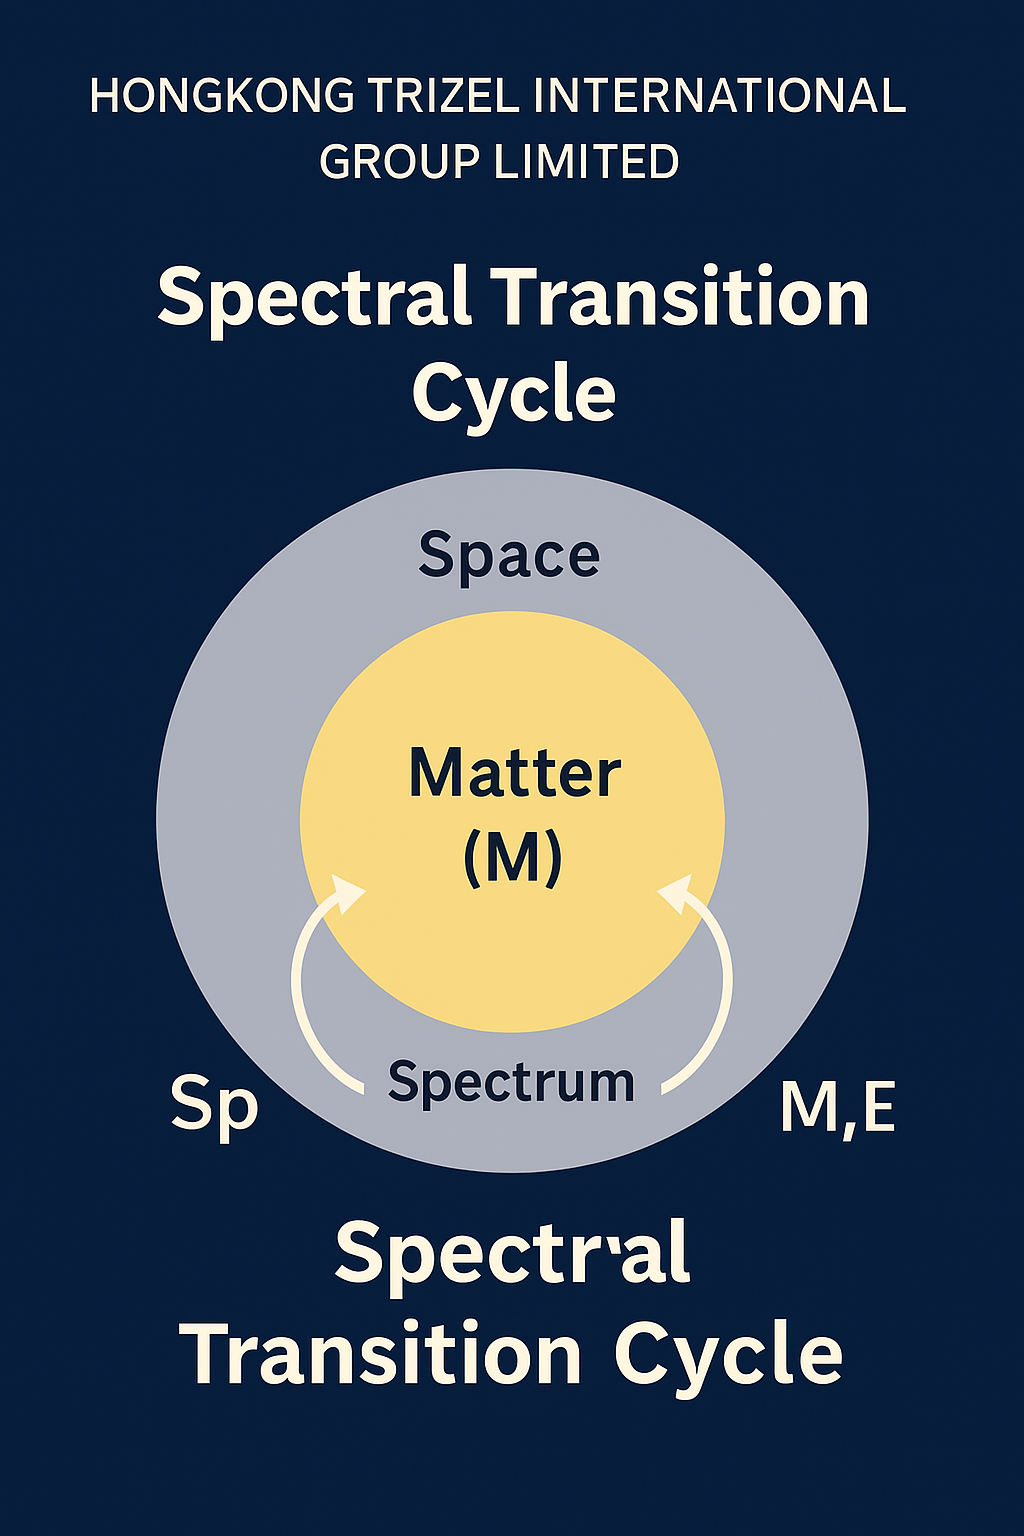 HONGKONG TRIZEL INTERNATIONAL
GROUP LIMITED
Spectral Transition
Cycle
Space
Matter
(M)
Spectrum
Sp
M,E
Spectr'al
Transition Cycle